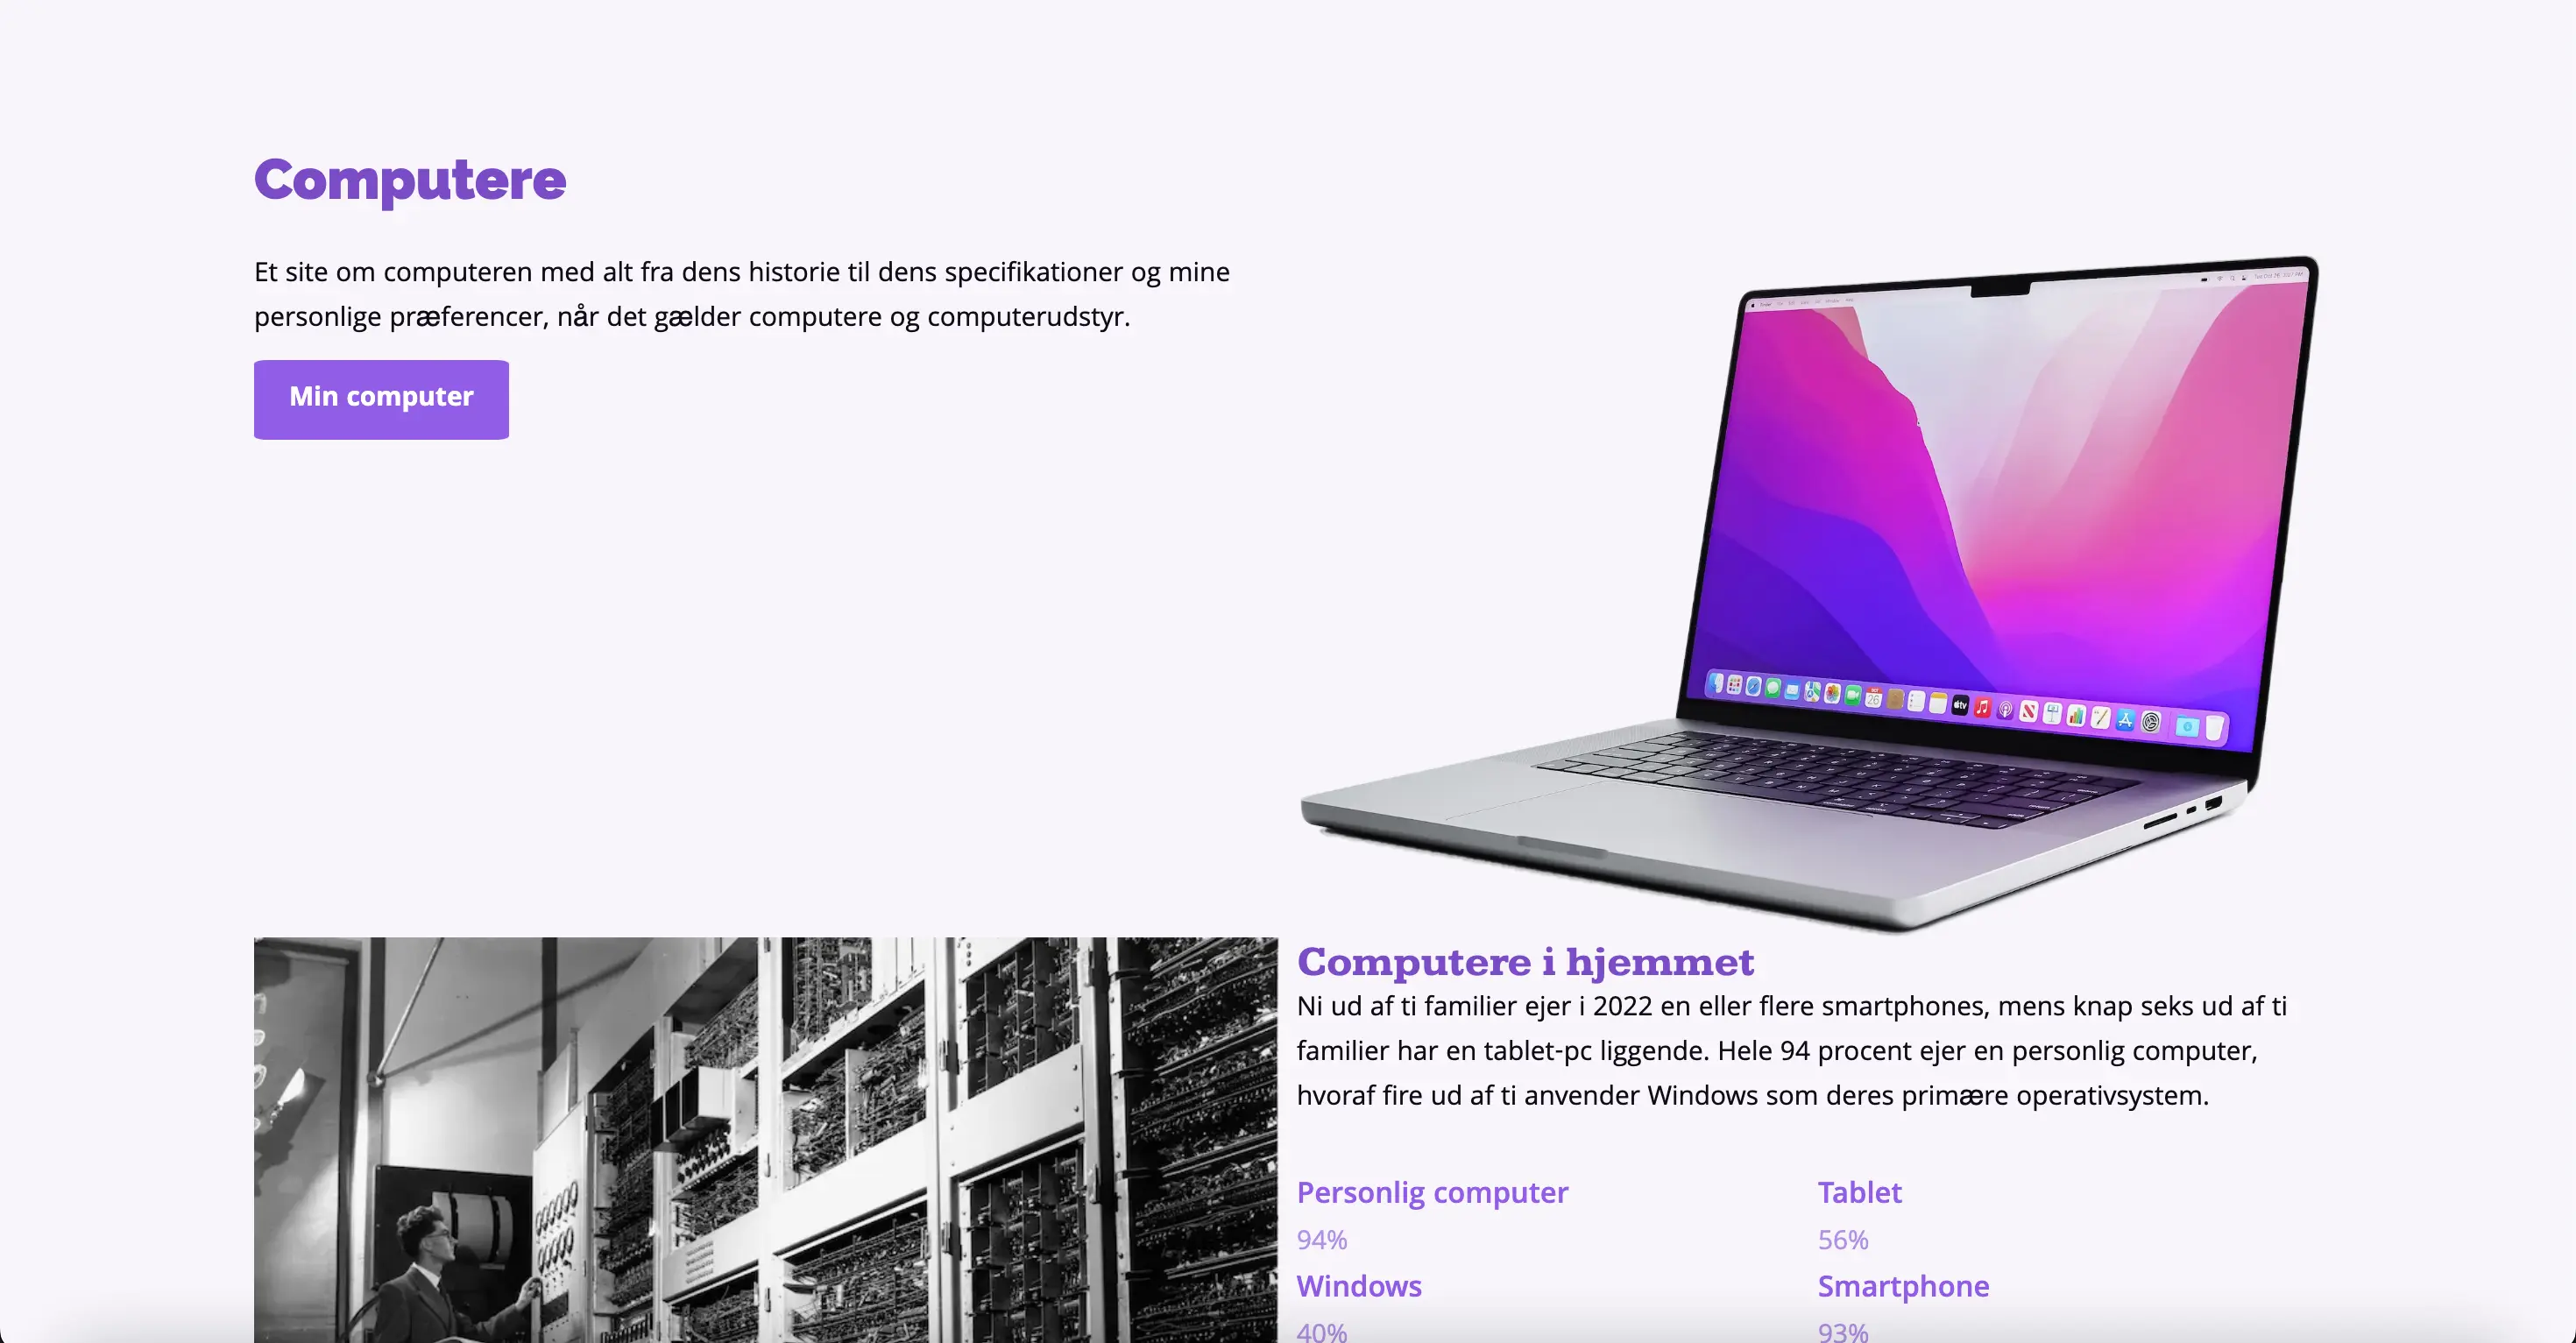 Computere
Et site om computeren med alt fra dens historie til dens specifikationer og mine
personlige præferencer, når det gælder computere og computerudstyr.
Min computer
Computere i hjemmet
Ni ud af ti familier ejer i 2022 en eller flere smartphones, mens knap seks ud af ti
familier har en tablet-pc liggende. Hele 94 procent ejer en personlig computer,
hvoraf fire ud af ti anvender Windows som deres primære operativsystem.
Personlig computer
Tablet
94%
56%
Windows
Smartphone
40%
93%